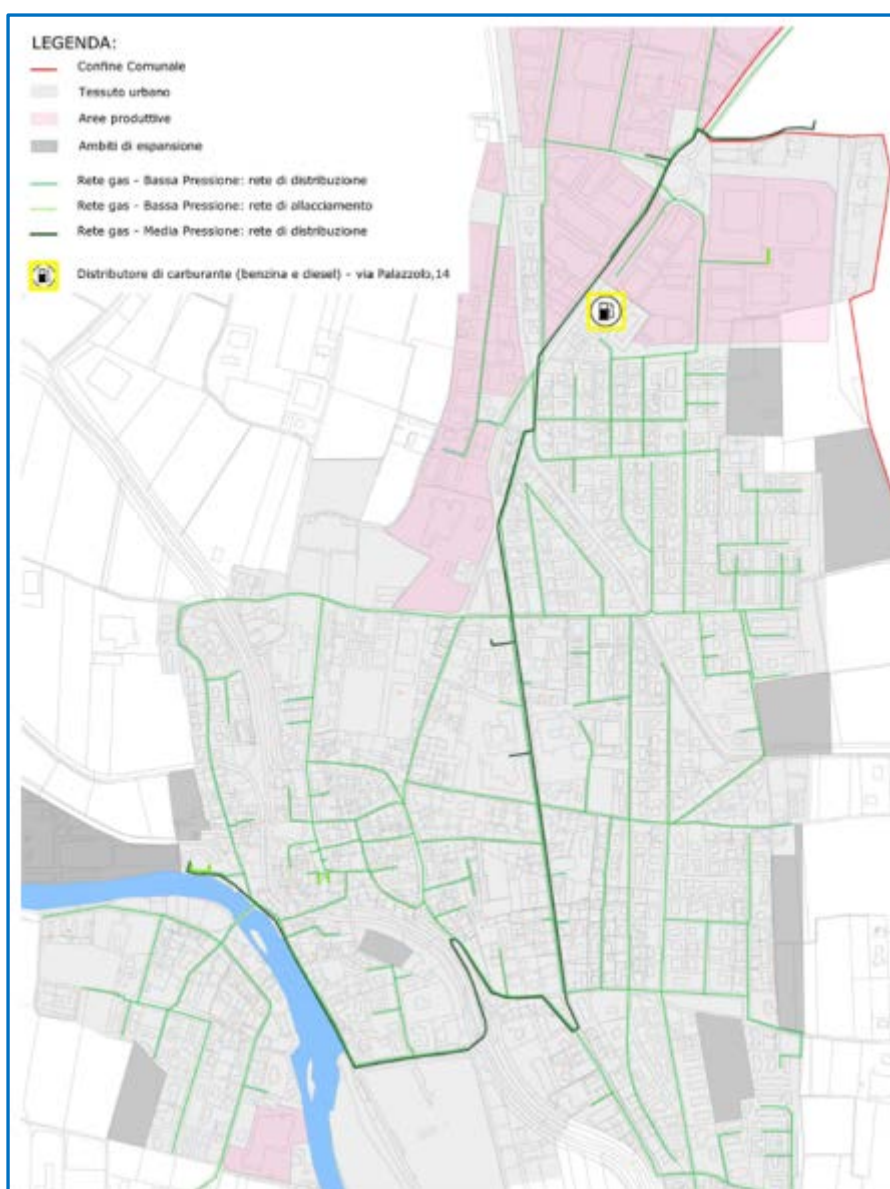 LEGENDA:
Confine Comunale
Tessuto urbano
Aree produttive
Ambiti di espansione
Rete gas - Bassa Pressione: rete di distribuzione
Rete gas - Bassa Pressione: rete di allacciamento
Rete gas - Media Pressione: rete di distribuzione
Distributore di carburante (benzina e diesel) - via Palazzolo,14